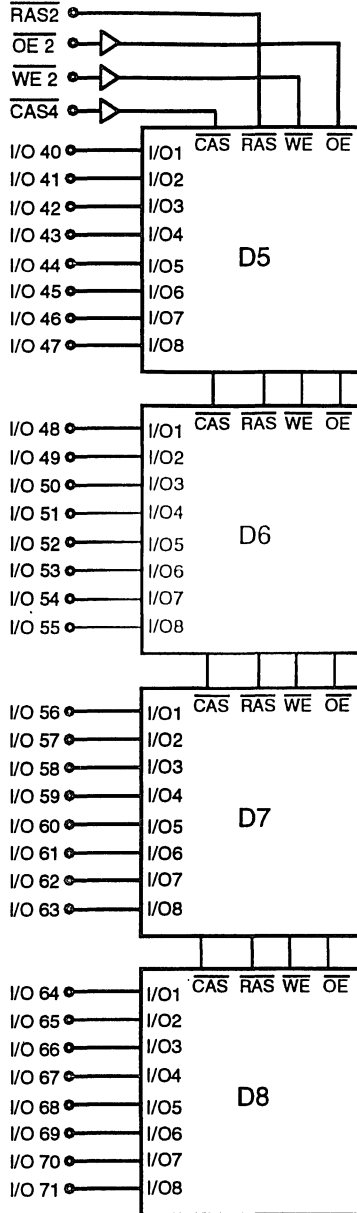 RAS2
OE 2
WE 2
CAS4
CAS RAS WE OE
I/O 40 I/O1
I/O 41 I/O2
I/O 42 I/O3
I/O 43 I/O4
D5
I/O 44 I/O5
I/O 45 I/O6
I/O 46 I/O7
I/O 47 I/O8
CAS RAS WE OE
I/O 48 I/O1
I/O 49 I/O2
I/O 50 I/O3
I/O 51 I/O4
D6
I/O 52 I/O5
I/O 53 I/O6
I/O 54 I/O7
I/O 55 I/O8
CAS RAS WE OE
I/O 56 I/O1
I/O 57 I/O2
I/O 58 I/O3
I/O 59 I/O4
D7
I/O 60 I/O5
I/O 61 I/O6
I/O 62 I/O7
I/O 63 I/O8
CAS RAS WE OE
I/O 64 I/O1
I/O 65 I/O2
I/O 66 I/O3
I/O 67 I/O4
D8
I/O 68 I/O5
I/O 69 I/O6
I/O 70 I/O7
I/O 71 I/O8